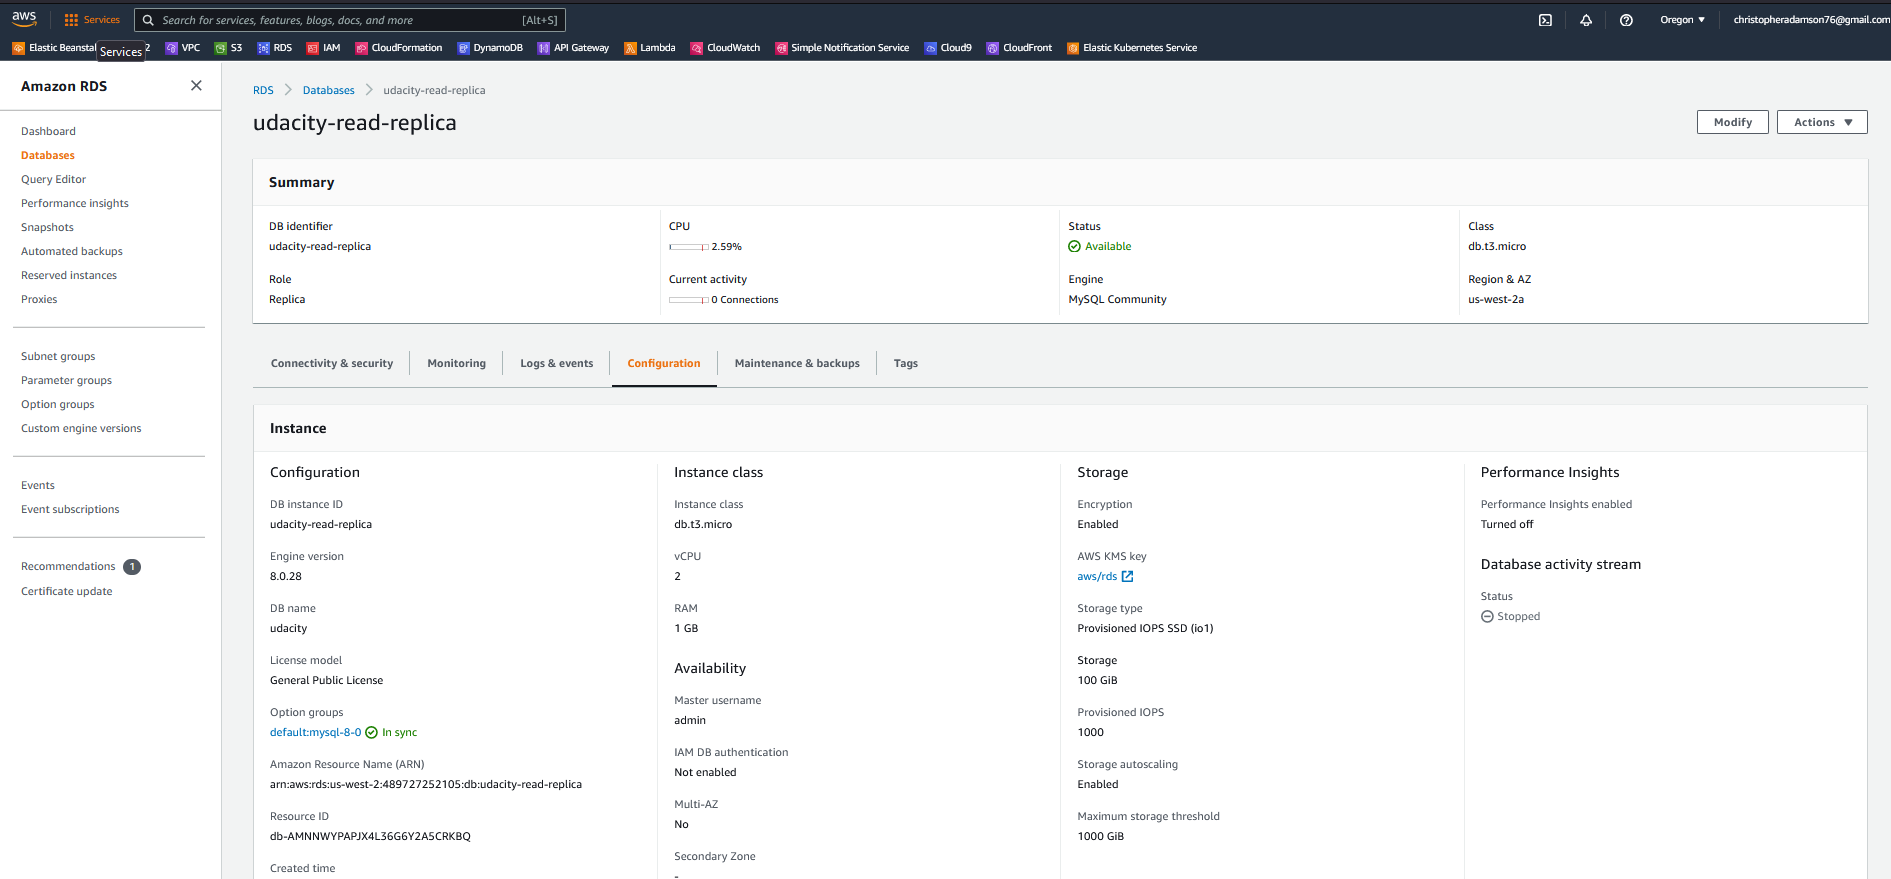 aws
Services
Search for services, features, blogs, docs, and more
[Alt+S]
Oregon
christopheradamson76@gmail.com
Elastic Beanstal
2
VPC
S3
RDS
IAM
CloudFormation
DynamoDB
API Gateway
Lambda
CloudWatch
Simple Notification Service
Cloud9
CloudFront
Elastic Kubernetes Service
Services
Amazon RDS
Dashboard
Databases
Query Editor
Performance insights
Snapshots
Automated backups
Reserved instances
Proxies
Subnet groups
Parameter groups
Option groups
Custom engine versions
Events
Event subscriptions
Recommendations 1
Certificate update
RDS > Databases > udacity-read-replica
udacity-read-replica
Modify
Actions
Summary
DB identifier
udacity-read-replica
Role
Replica
CPU
2.59%
Current activity
0 Connections
Status
Available
Engine
MySQL Community
Class
db.t3.micro
Region & AZ
us-west-2a
Connectivity & security
Monitoring
Logs & events
Configuration
Maintenance & backups
Tags
Instance
Configuration
DB instance ID
udacity-read-replica
Engine version
8.0.28
DB name
udacity
License model
General Public License
Option groups
default:mysql-8-0 In sync
Amazon Resource Name (ARN)
arn:aws:rds:us-west-2:489727252105:db:udacity-read-replica
Resource ID
db-AMNNWYPAPJX4L36G6Y2A5CRKBQ
Created time
Instance class
Instance class
db.t3.micro
vCPU
2
RAM
1 GB
Availability
Master username
admin
IAM DB authentication
Not enabled
Multi-AZ
No
Secondary Zone
-
Storage
Encryption
Enabled
AWS KMS key
aws/rds
Storage type
Provisioned IOPS SSD (io1)
Storage
100 GiB
Provisioned IOPS
1000
Storage autoscaling
Enabled
Maximum storage threshold
1000 GiB
Performance Insights
Performance Insights enabled
Turned off
Database activity stream
Status
Stopped